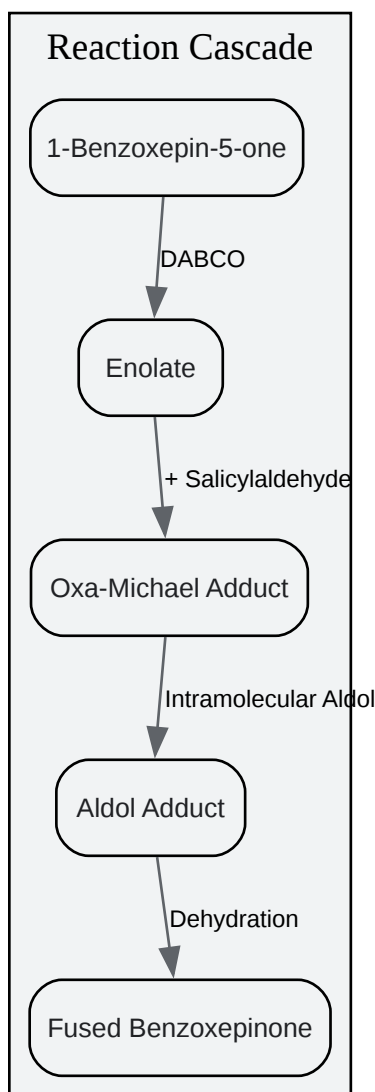 Reaction Cascade
1-Benzoxepin-5-one
DABCO
Enolate
+ Salicylaldehyde
Oxa-Michael Adduct
Intramolecular Aldol
Aldol Adduct
Dehydration
Fused Benzoxepinone